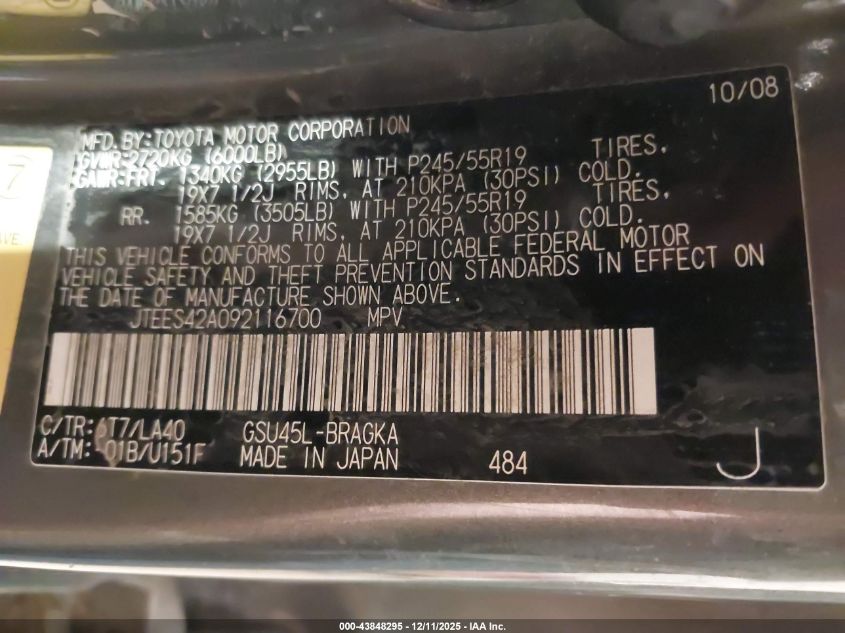 10/08
MFD. BY: TOYOTA MOTOR CORPORATION
GVWR: 2720KG (6000LB)
GAWR: FRT. 1340KG (2955LB) WITH P245/55R19 TIRES,
19X7 1/2J RIMS, AT 210KPA (30PSI) COLD.
RR. 1585KG (3505LB) WITH P245/55R19 TIRES,
19X7 1/2J RIMS, AT 210KPA (30PSI) COLD.
THIS VEHICLE CONFORMS TO ALL APPLICABLE FEDERAL MOTOR
VEHICLE SAFETY AND THEFT PREVENTION STANDARDS IN EFFECT ON
THE DATE OF MANUFACTURE SHOWN ABOVE.
JTEES42A092116700 MPV
C/TR: 6T7/LA40 GSU45L-BRAGKA
A/TM: -01B/U151F MADE IN JAPAN 484 J
000-43848295 - 12/11/2025 - IAA Inc.